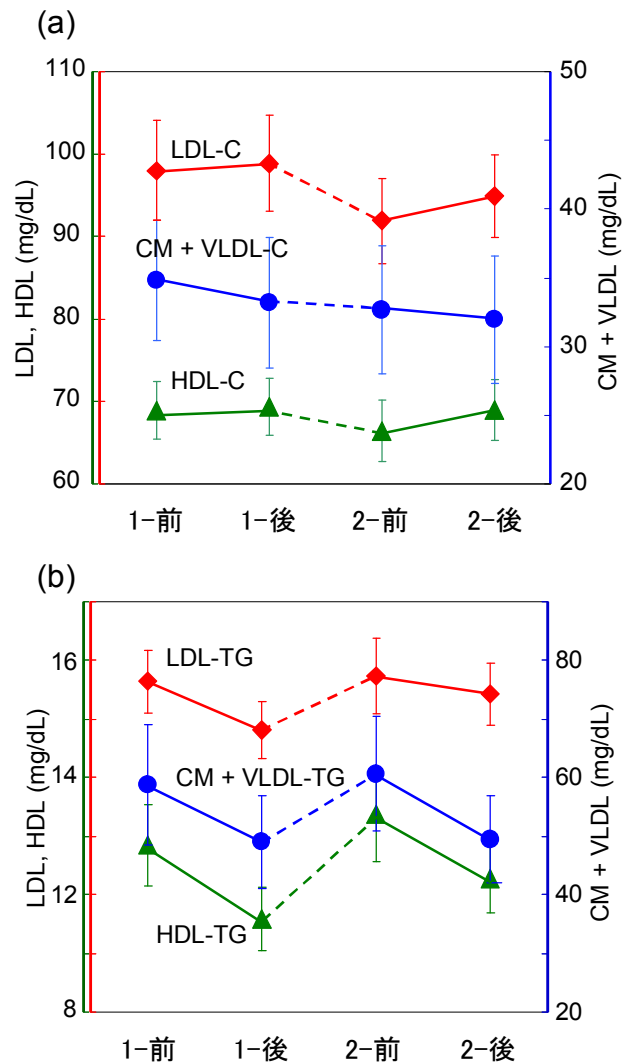 (a)
110
100
90
80
70
60
LDL, HDL (mg/dL)
50
40
30
20
CM + VLDL (mg/dL)
LDL-C
CM + VLDL-C
HDL-C
1-前 1-後 2-前 2-後
(b)
16
14
12
8
LDL, HDL (mg/dL)
80
60
40
20
CM + VLDL (mg/dL)
LDL-TG
CM + VLDL-TG
HDL-TG
1-前 1-後 2-前 2-後